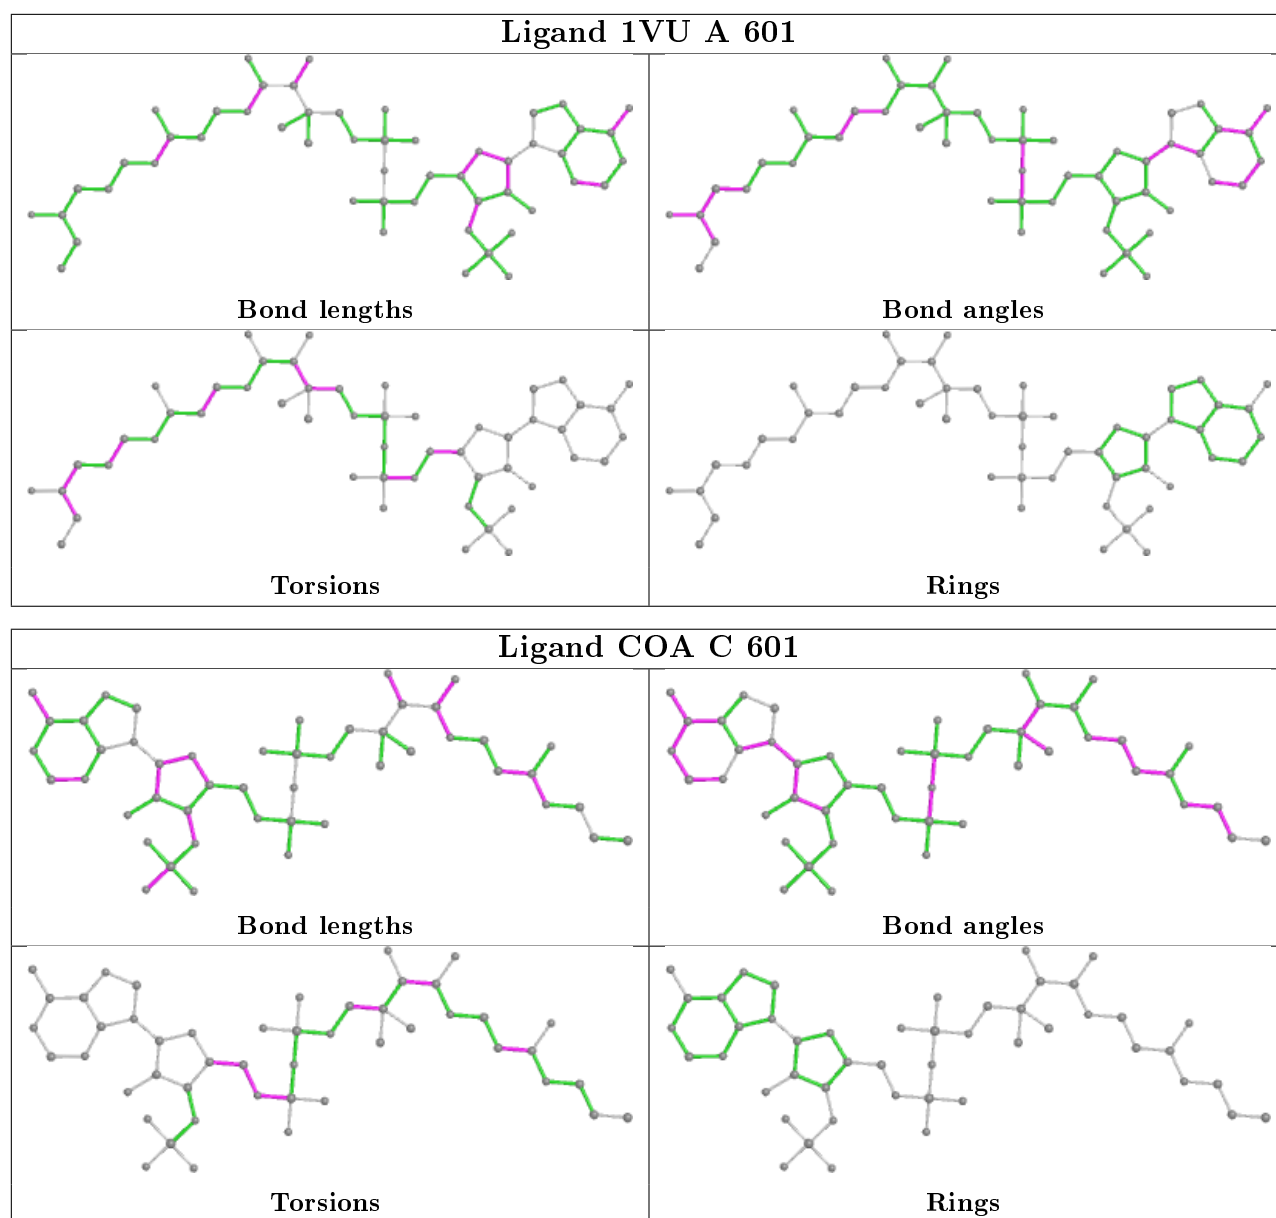 Ligand 1VU A 601
Bond lengths
Bond angles
Torsions
Rings
Ligand COA C 601
Bond lengths
Bond angles
Torsions
Rings